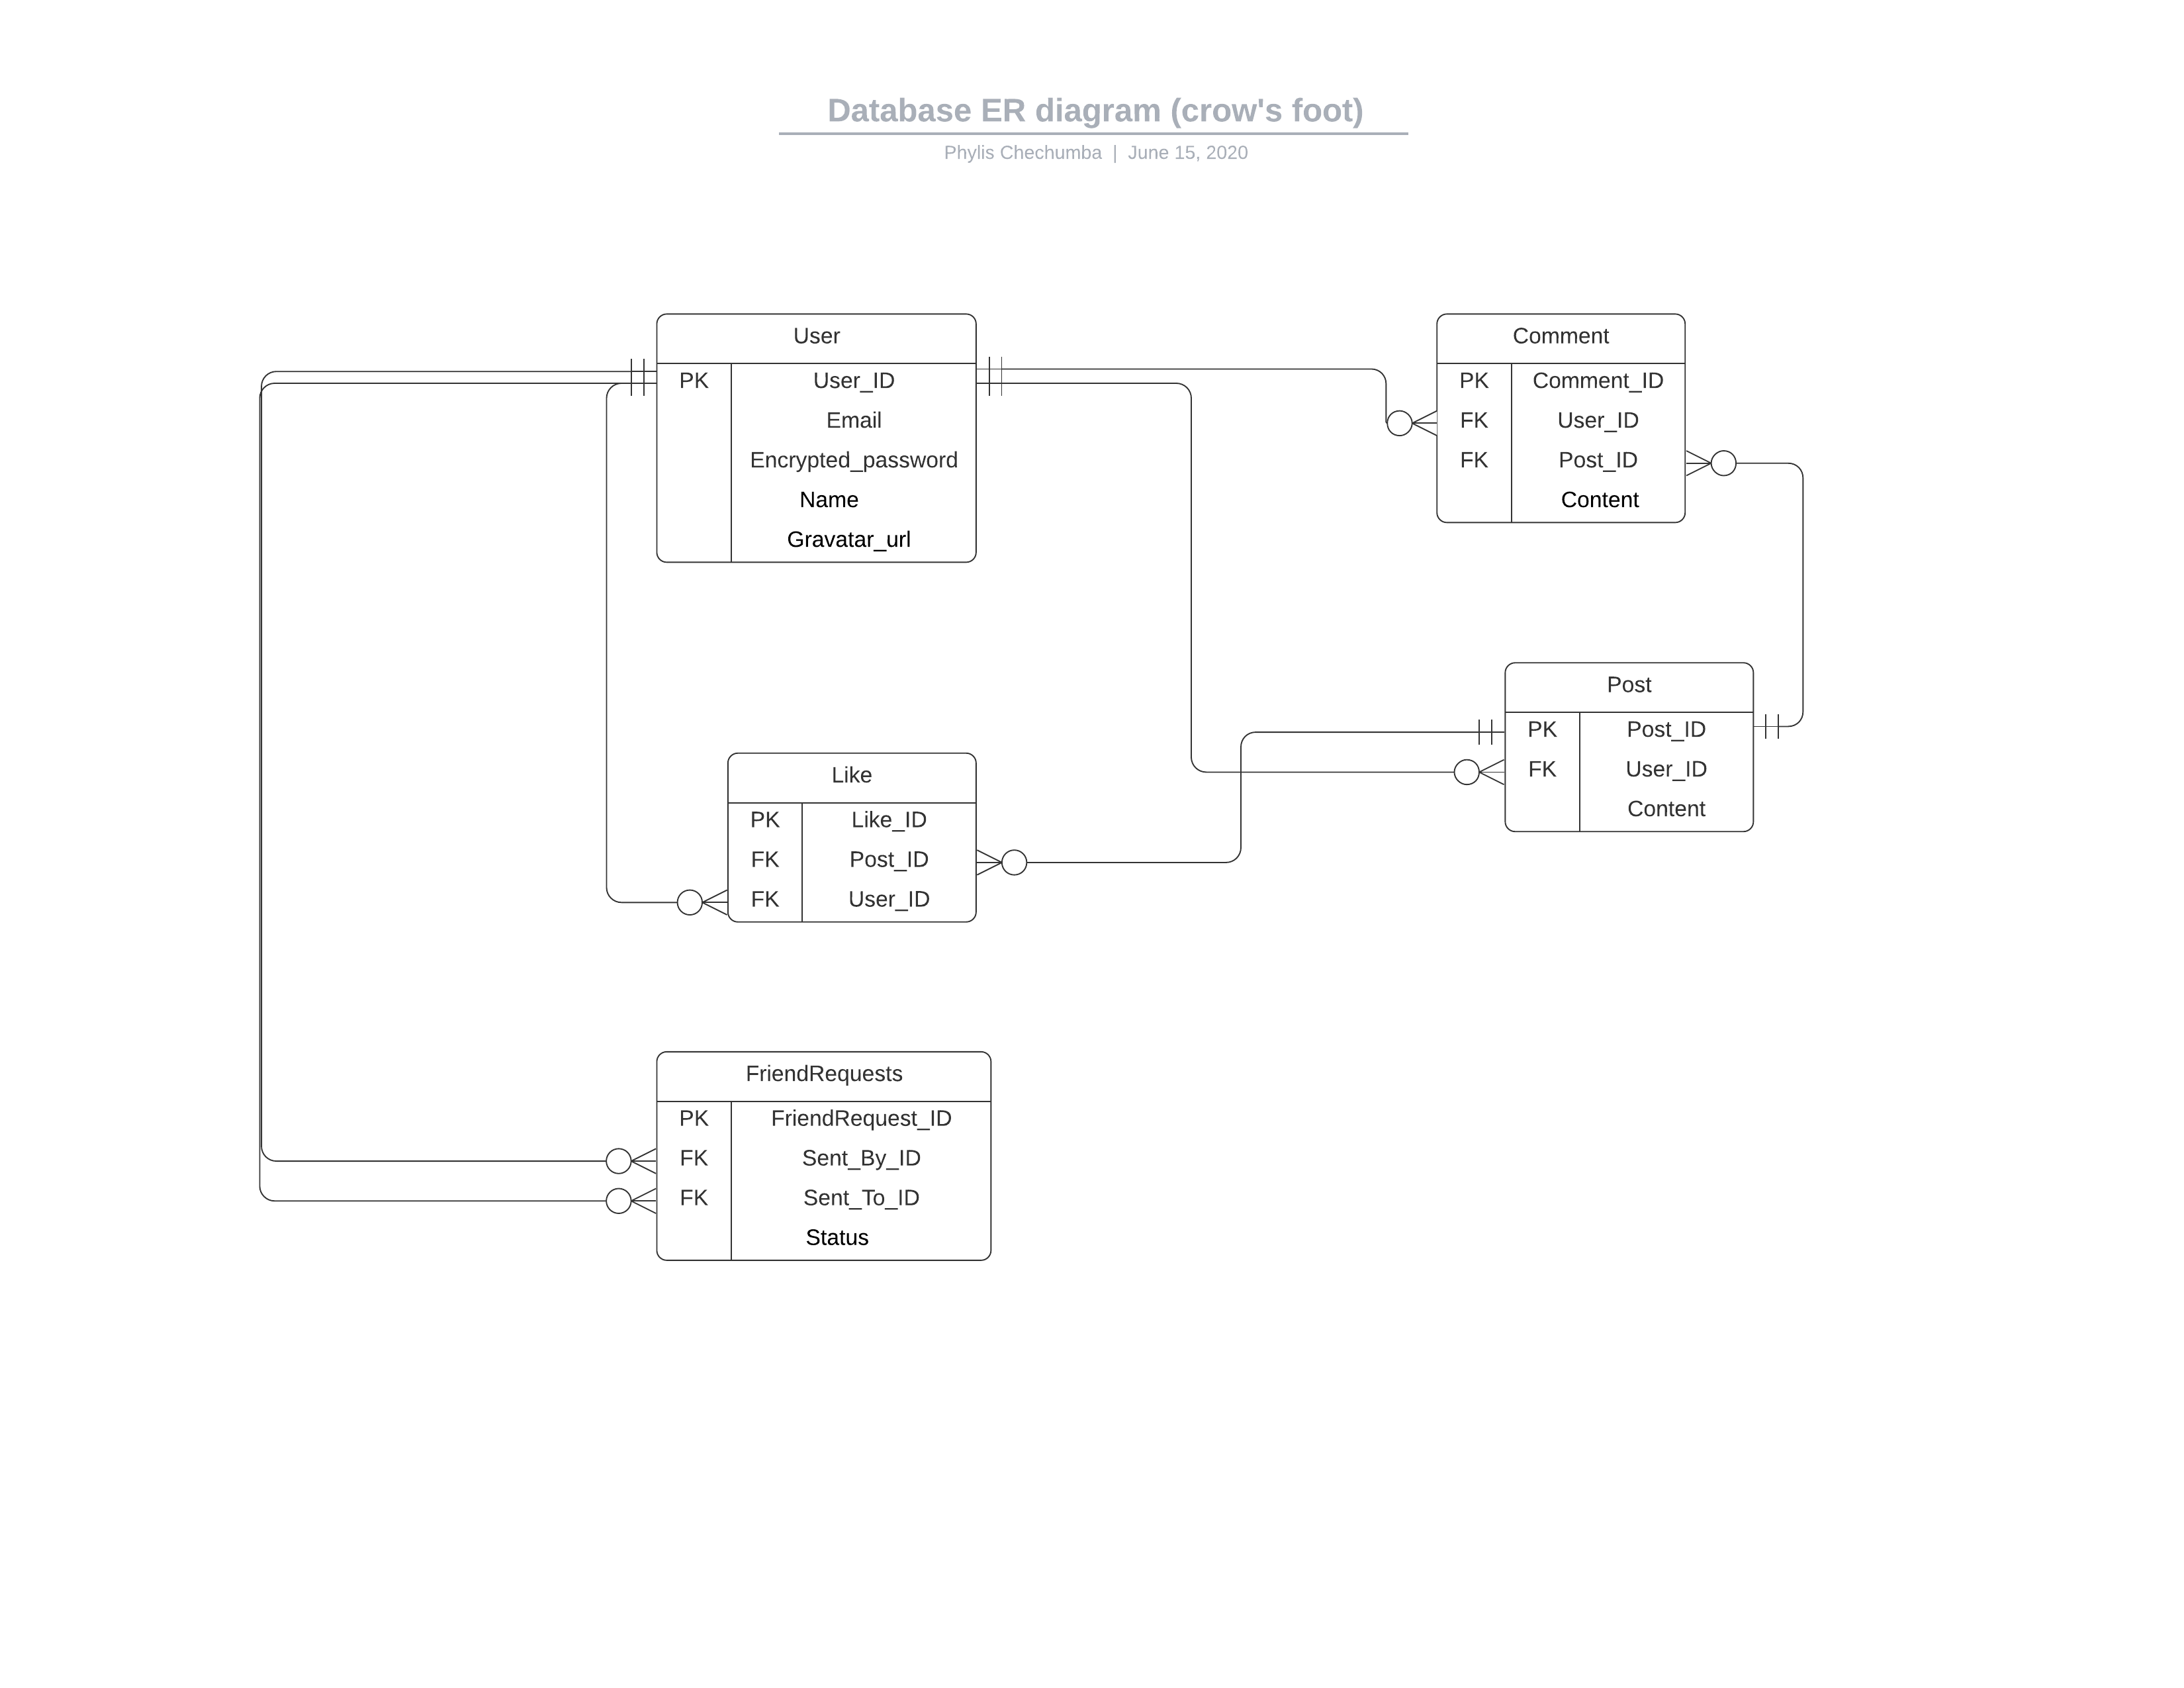 Database ER diagram (crow's foot)
Phylis Chechumba | June 15, 2020
User
PK User_ID
Email
Encrypted_password
Name
Gravatar_url
Comment
PK Comment_ID
FK User_ID
FK Post_ID
Content
Post
PK Post_ID
FK User_ID
Content
Like
PK Like_ID
FK Post_ID
FK User_ID
FriendRequests
PK FriendRequest_ID
FK Sent_By_ID
FK Sent_To_ID
Status